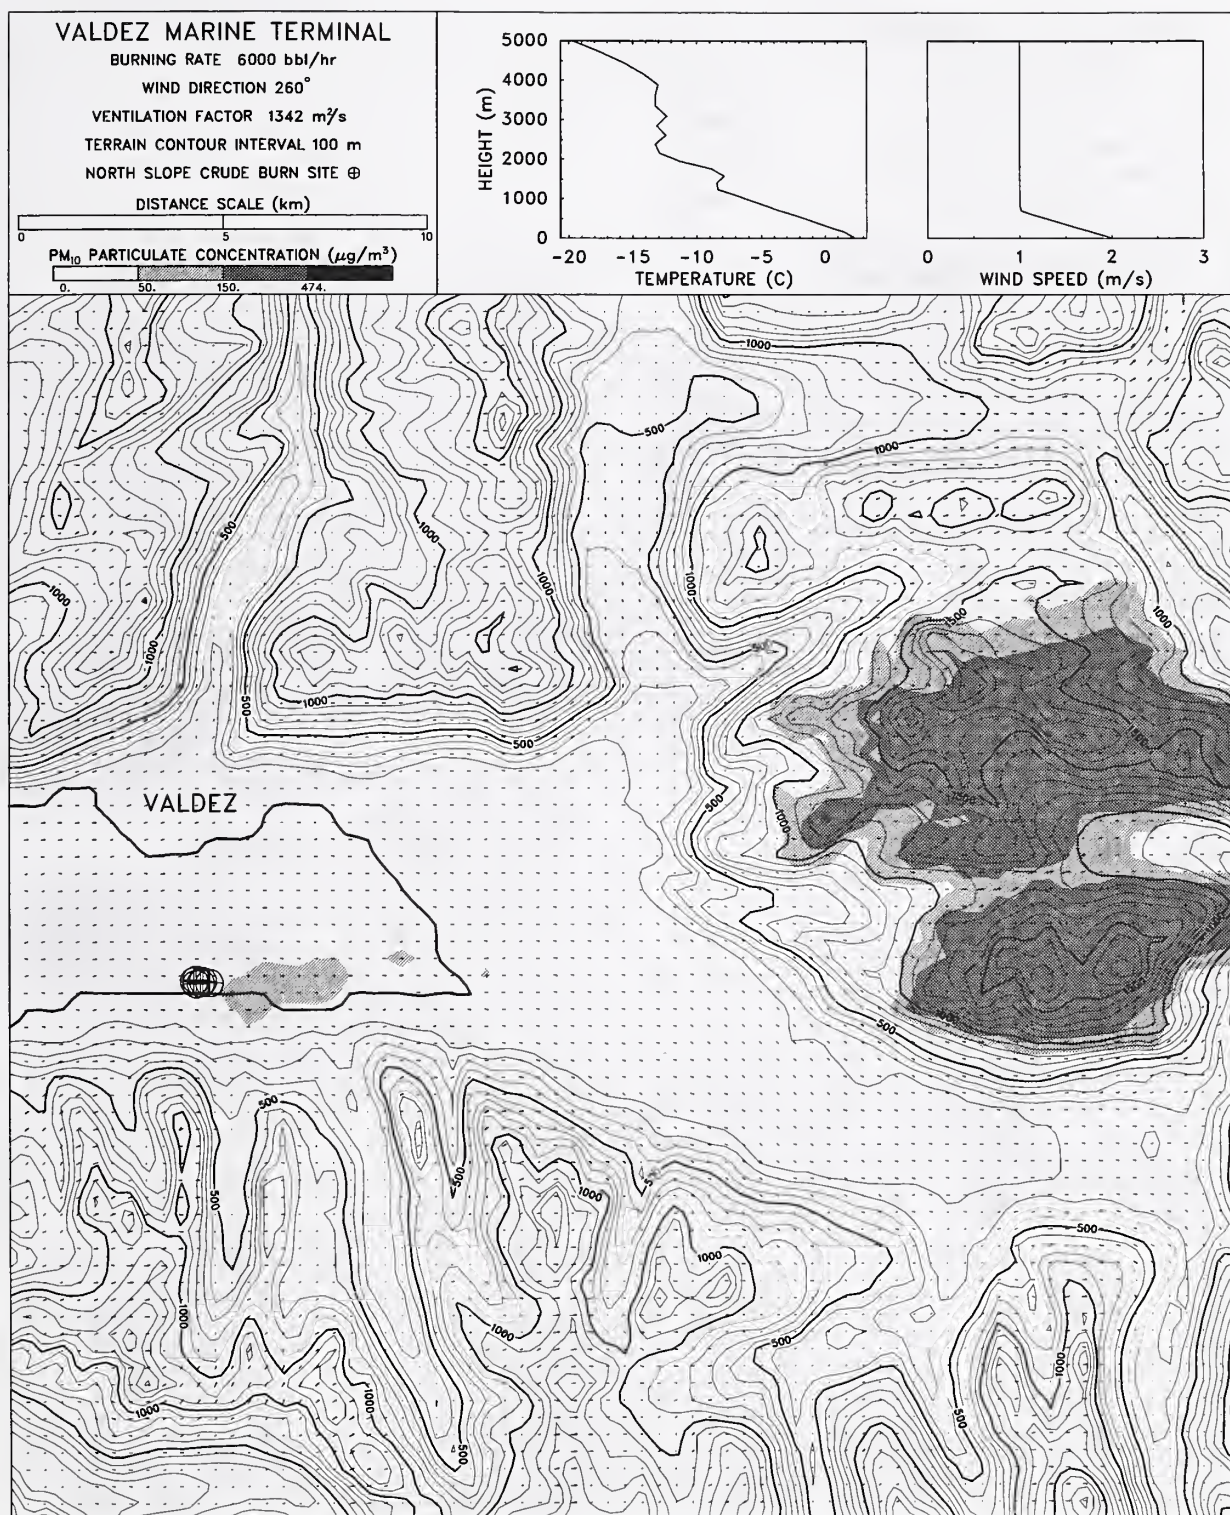 VALDEZ MARINE TERMINAL
BURNING RATE 6000 bbl/hr
WIND DIRECTION 260°
VENTILATION FACTOR 1342 m²/s
TERRAIN CONTOUR INTERVAL 100 m
NORTH SLOPE CRUDE BURN SITE ⊕
DISTANCE SCALE (km)
0 5 10
PM₁₀ PARTICULATE CONCENTRATION (μg/m³)
0. 50. 150. 474.
HEIGHT (m)
5000
4000
3000
2000
1000
0
-20 -15 -10 -5 0
TEMPERATURE (C)
0 1 2 3
WIND SPEED (m/s)
1000
500
1000
500
1000
1000
1000
1000
1000
1500
1000
500
1000
500
1500
VALDEZ
500
1000
500
500
500
500
1000
1000
500
1000
1000
500
1000
1000
1000
500
500